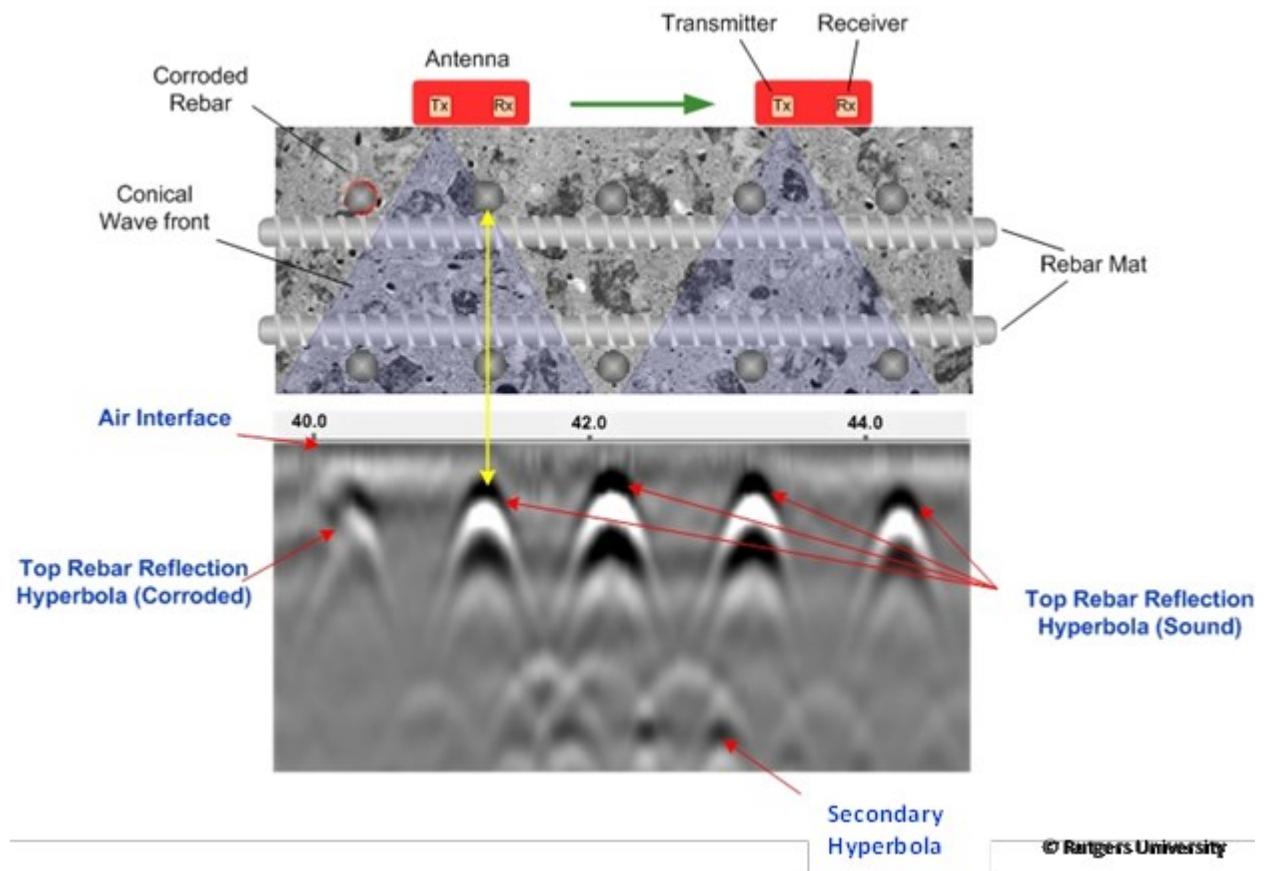 Transmitter
Receiver
Antenna
Corroded
Rebar
Tx
Rx
Tx
Rx
Conical
Wave front
Rebar Mat
Air Interface
40.0
42.0
44.0
Top Rebar Reflection
Hyperbola (Corroded)
Top Rebar Reflection
Hyperbola (Sound)
Secondary
Hyperbola
© Rutgers University